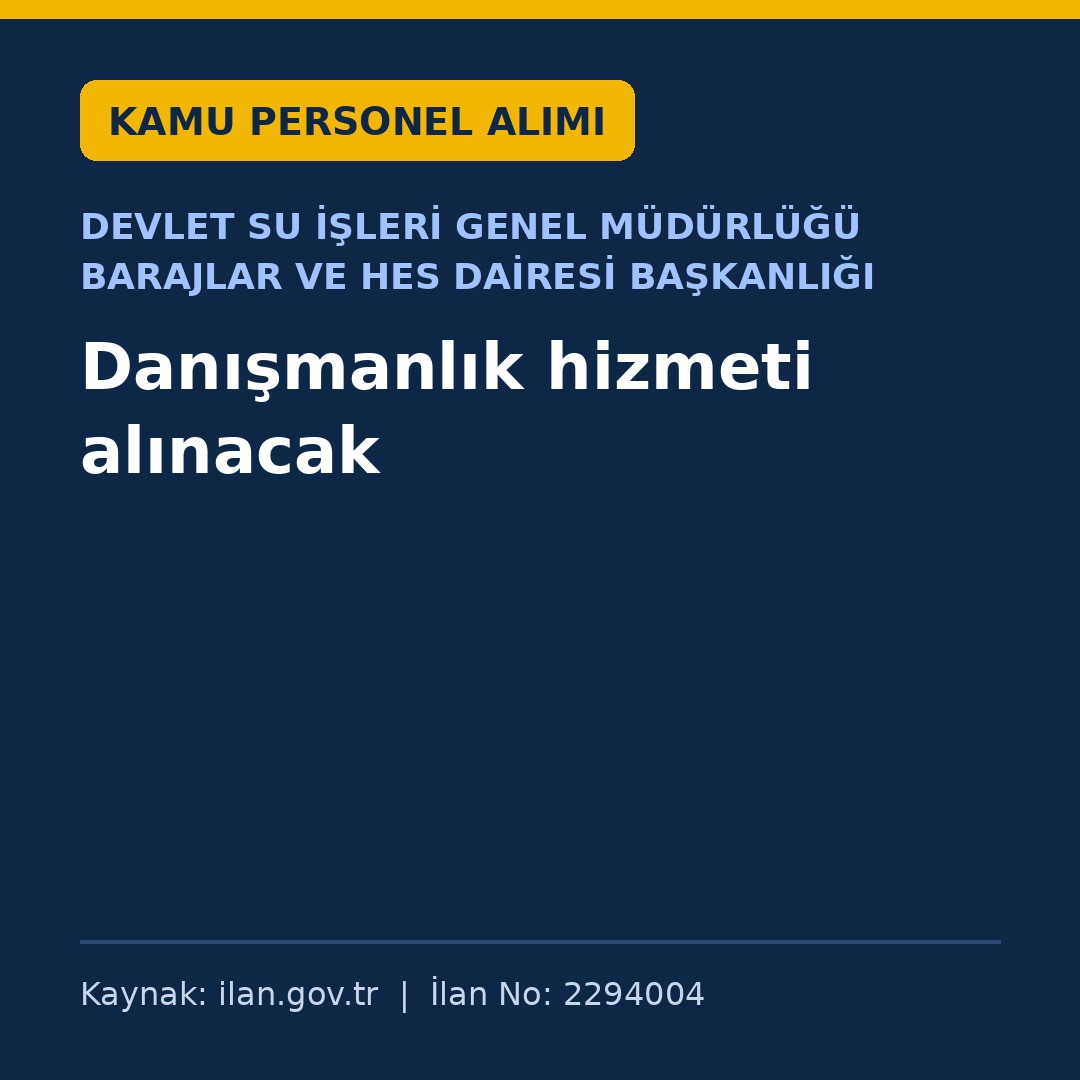 KAMU PERSONEL ALIMI
DEVLET SU İŞLERİ GENEL MÜDÜRLÜĞÜ
BARAJLAR VE HES DAİRESİ BAŞKANLIĞI
Danışmanlık hizmeti
alınacak
Kaynak: ilan.gov.tr | İlan No: 2294004